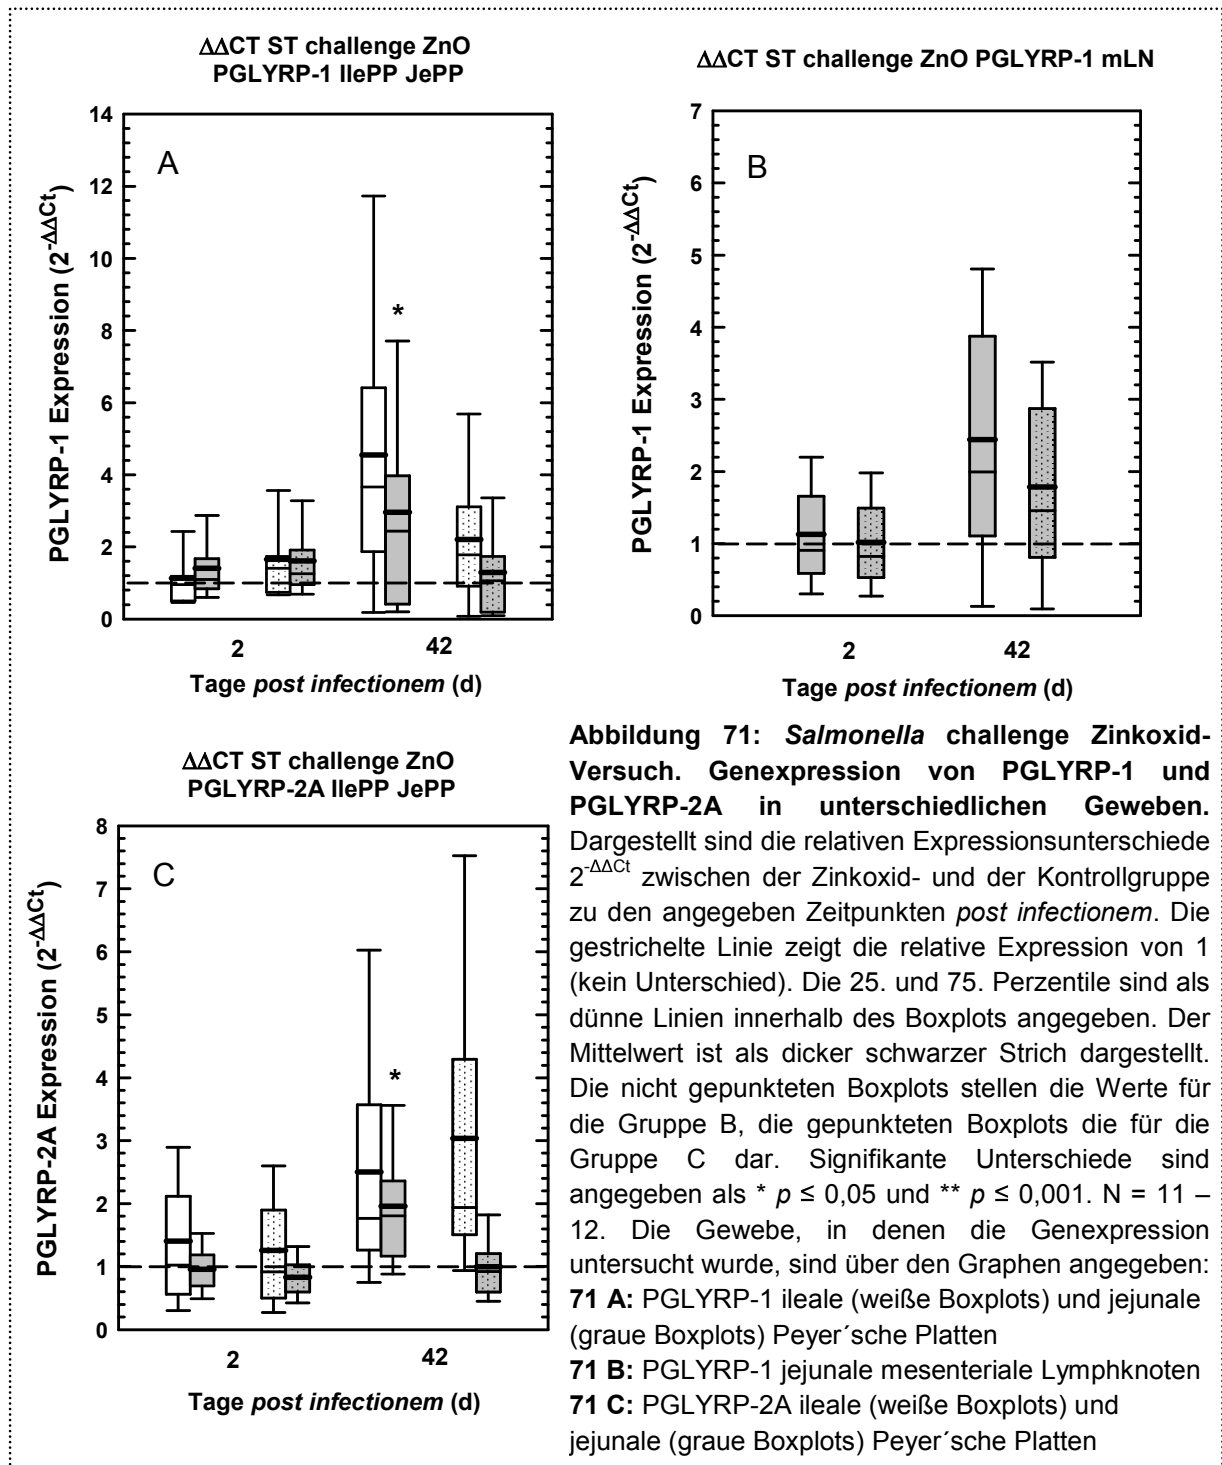 ΔΔCT ST challenge ZnO
PGLYRP-1 IlePP JePP
A
PGLYRP-1 Expression (2^-ΔΔCt)
14
12
10
8
6
4
2
0
*
2
42
Tage post infectionem (d)
ΔΔCT ST challenge ZnO PGLYRP-1 mLN
B
PGLYRP-1 Expression (2^-ΔΔCt)
7
6
5
4
3
2
1
0
2
42
Tage post infectionem (d)
ΔΔCT ST challenge ZnO
PGLYRP-2A IlePP JePP
C
PGLYRP-2A Expression (2^-ΔΔCt)
8
7
6
5
4
3
2
1
0
*
2
42
Tage post infectionem (d)
Abbildung 71: Salmonella challenge Zinkoxid-
Versuch. Genexpression von PGLYRP-1 und
PGLYRP-2A in unterschiedlichen Geweben.
Dargestellt sind die relativen Expressionsunterschiede
2^-ΔΔCt zwischen der Zinkoxid- und der Kontrollgruppe
zu den angegeben Zeitpunkten post infectionem. Die
gestrichelte Linie zeigt die relative Expression von 1
(kein Unterschied). Die 25. und 75. Perzentile sind als
dünne Linien innerhalb des Boxplots angegeben. Der
Mittelwert ist als dicker schwarzer Strich dargestellt.
Die nicht gepunkteten Boxplots stellen die Werte für
die Gruppe B, die gepunkteten Boxplots die für die
Gruppe C dar. Signifikante Unterschiede sind
angegeben als * p ≤ 0,05 und ** p ≤ 0,001. N = 11 –
12. Die Gewebe, in denen die Genexpression
untersucht wurde, sind über den Graphen angegeben:
71 A: PGLYRP-1 ileale (weiße Boxplots) und jejunale
(graue Boxplots) Peyer´sche Platten
71 B: PGLYRP-1 jejunale mesenteriale Lymphknoten
71 C: PGLYRP-2A ileale (weiße Boxplots) und
jejunale (graue Boxplots) Peyer´sche Platten